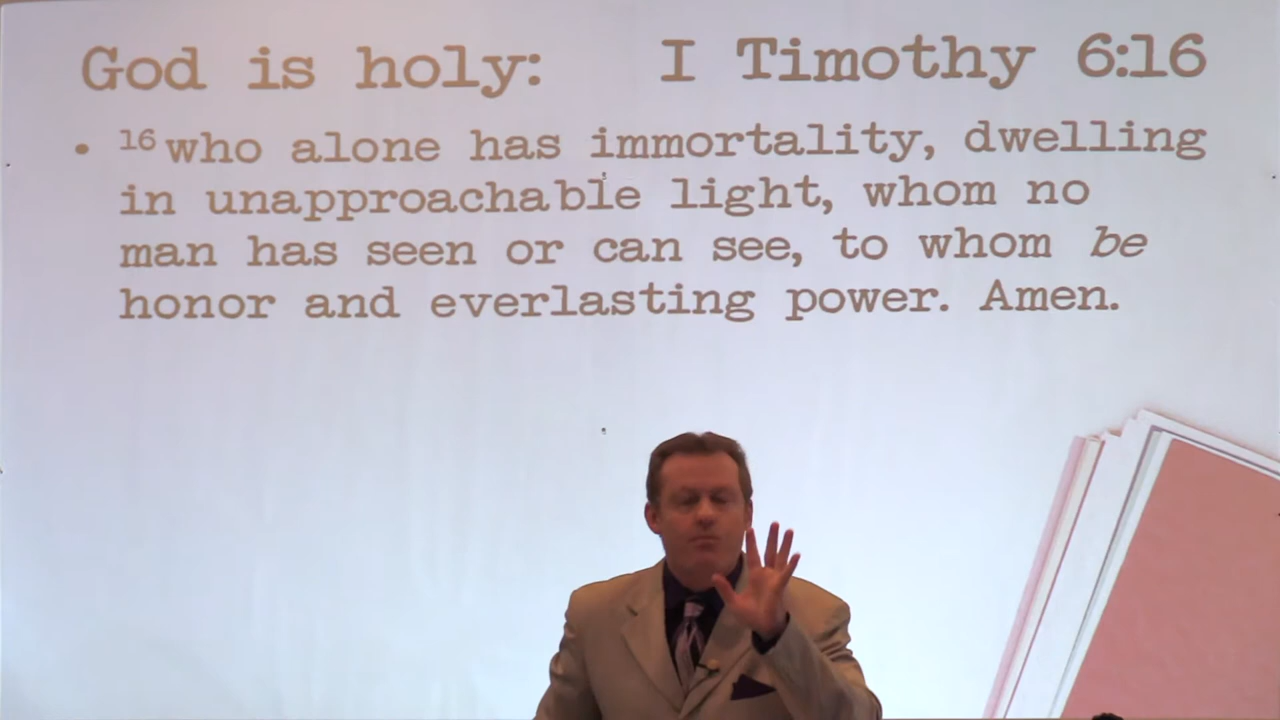 God is holy: I Timothy 6:16
• 16 who alone has immortality, dwelling
in unapproachable light, whom no
man has seen or can see, to whom be
honor and everlasting power. Amen.